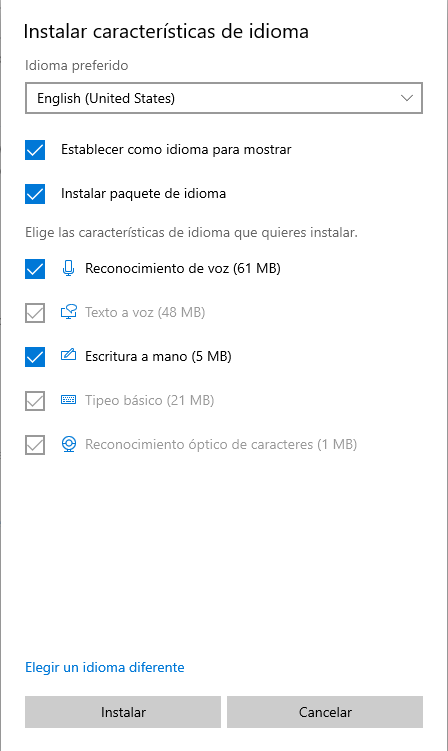 Instalar características de idioma
Idioma preferido
English (United States)
Establecer como idioma para mostrar
Instalar paquete de idioma
Elige las características de idioma que quieres instalar.
Reconocimiento de voz (61 MB)
Texto a voz (48 MB)
Escritura a mano (5 MB)
Tipeo básico (21 MB)
Reconocimiento óptico de caracteres (1 MB)
Elegir un idioma diferente
Instalar
Cancelar